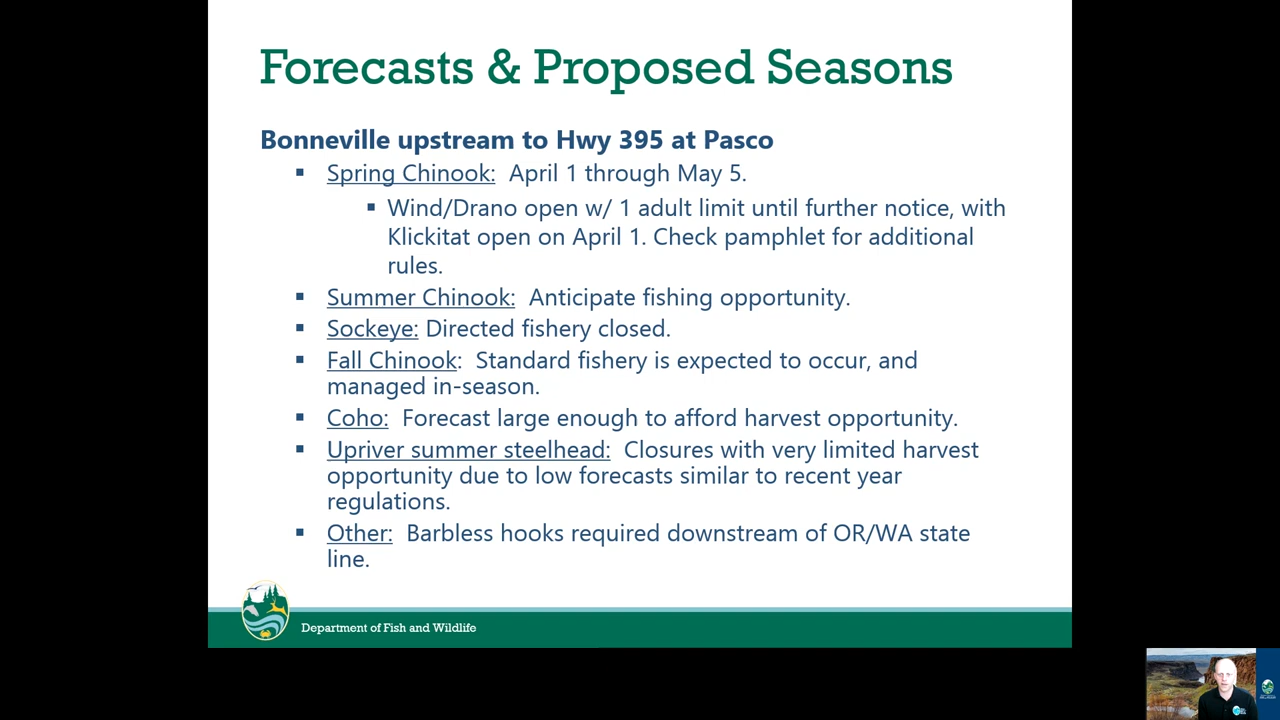 Forecasts & Proposed Seasons
Bonneville upstream to Hwy 395 at Pasco
▪ Spring Chinook: April 1 through May 5.
▪ Wind/Drano open w/ 1 adult limit until further notice, with
Klickitat open on April 1. Check pamphlet for additional
rules.
▪ Summer Chinook: Anticipate fishing opportunity.
▪ Sockeye: Directed fishery closed.
▪ Fall Chinook: Standard fishery is expected to occur, and
managed in-season.
▪ Coho: Forecast large enough to afford harvest opportunity.
▪ Upriver summer steelhead: Closures with very limited harvest
opportunity due to low forecasts similar to recent year
regulations.
▪ Other: Barbless hooks required downstream of OR/WA state
line.
Department of Fish and Wildlife